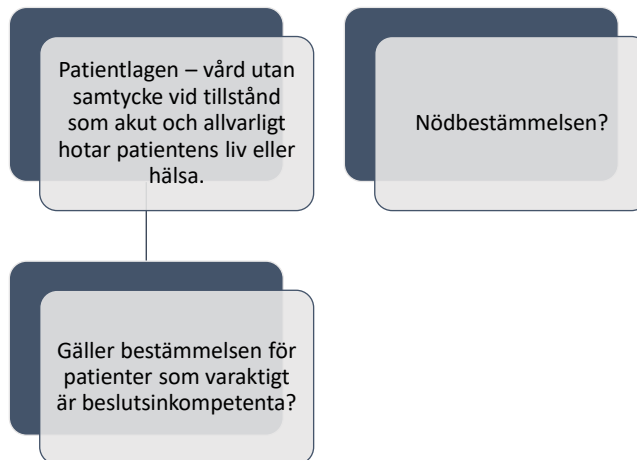 Patientlagen – vård utan
samtycke vid tillstånd
som akut och allvarligt
hotar patientens liv eller
hälsa.
Nödbestämmelsen?
Gäller bestämmelsen för
patienter som varaktigt
är beslutsinkompetenta?